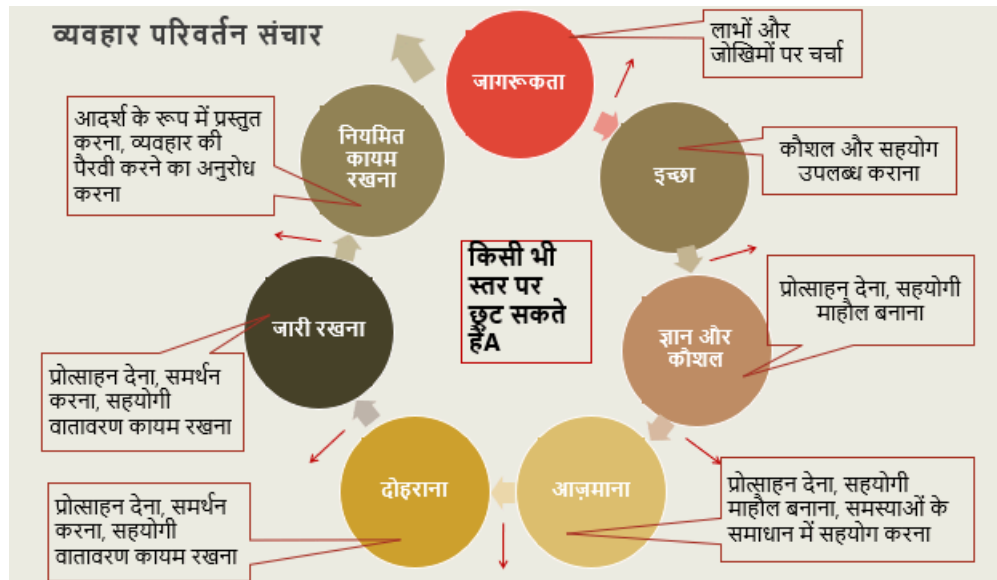 व्यवहार परिवर्तन संचार
जागरूकता
लाभों और
जोखिमों पर चर्चा
इच्छा
कौशल और सहयोग
उपलब्ध कराना
ज्ञान और
कौशल
प्रोत्साहन देना, सहयोगी
माहौल बनाना
आज़माना
प्रोत्साहन देना, सहयोगी
माहौल बनाना, समस्याओं के
समाधान में सहयोग करना
दोहराना
प्रोत्साहन देना, समर्थन
करना, सहयोगी
वातावरण कायम रखना
जारी रखना
प्रोत्साहन देना, समर्थन
करना, सहयोगी
वातावरण कायम रखना
नियमित
कायम
रखना
आदर्श के रूप में प्रस्तुत
करना, व्यवहार की
पैरवी करने का अनुरोध
करना
किसी भी
स्तर पर
छूट सकते
हैंA